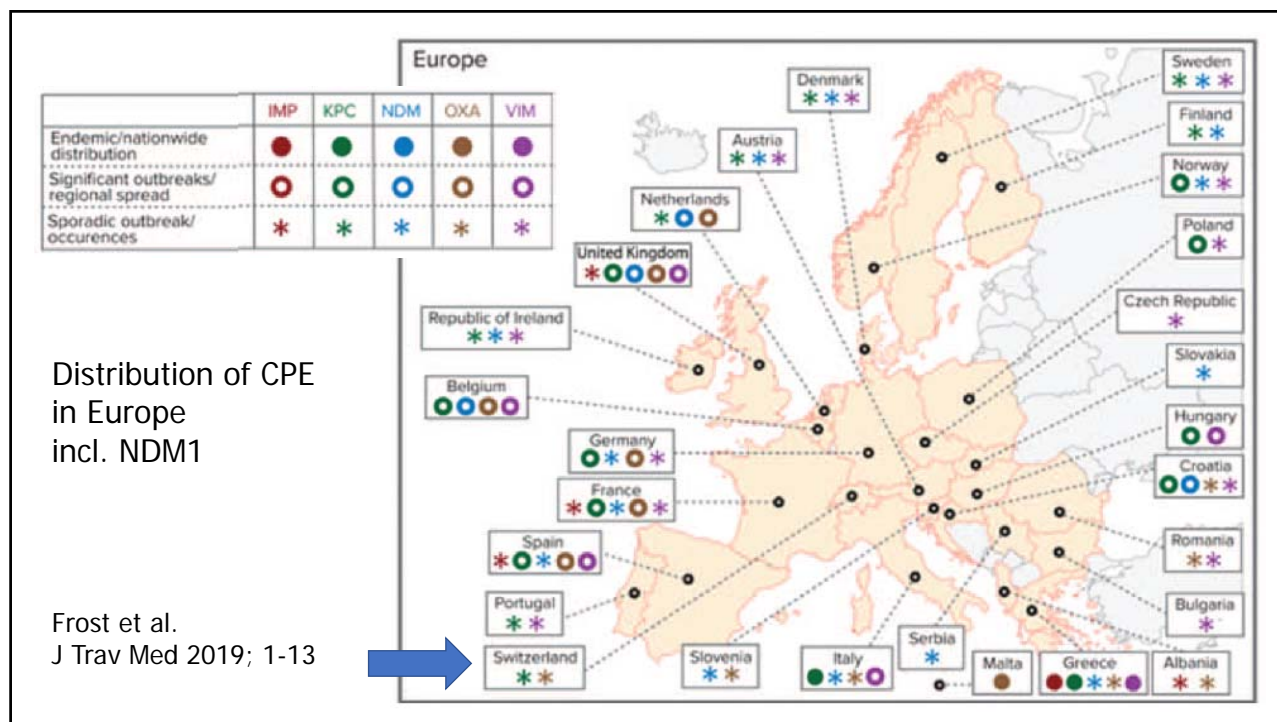 Europe
IMP KPC NDM OXA VIM
Endemic/nationwide
distribution
Significant outbreaks/
regional spread
Sporadic outbreak/
occurences
Denmark
Sweden
Austria
Finland
Netherlands
Norway
United Kingdom
Poland
Republic of Ireland
Czech Republic
Slovakia
Belgium
Hungary
Germany
Croatia
France
Spain
Romania
Portugal
Bulgaria
Switzerland
Slovenia
Italy
Serbia
Malta
Greece
Albania
Distribution of CPE
in Europe
incl. NDM1
Frost et al.
J Trav Med 2019; 1-13